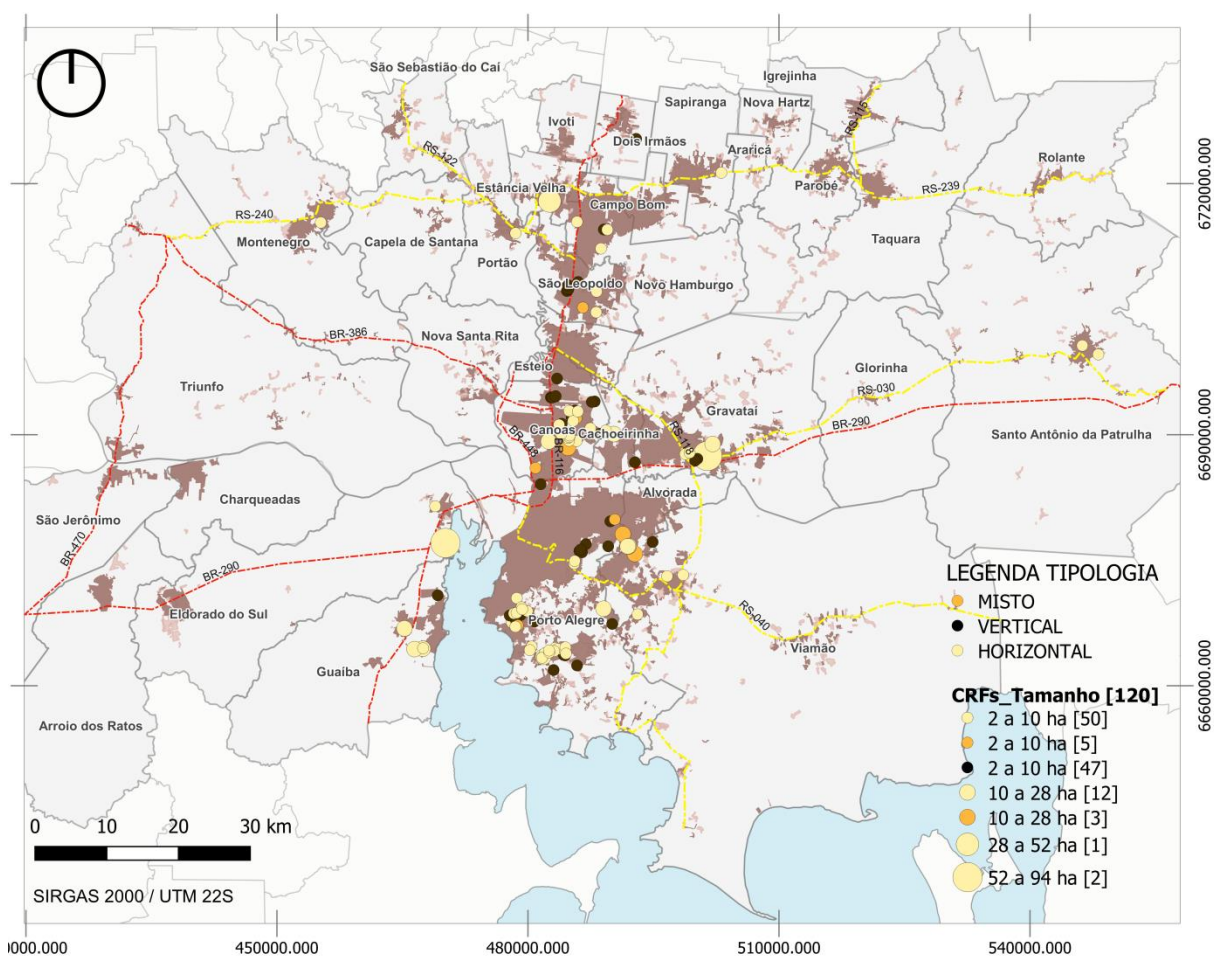 São Sebastião do Caí
Igrejinha
Sapiranga
Nova Hartz
Ivoti
Dois Irmãos
RS-115
RS-122
Araricá
Rolante
Estância Velha
Parobé
RS-239
Campo Bom
RS-240
Montenegro
Capela de Santana
Taquara
Portão
São Leopoldo
Novo Hamburgo
BR-386
Nova Santa Rita
Esteio
Glorinha
Triunfo
RS-030
Gravataí
BR-290
Canoas
Cachoeirinha
RS-118
BR-448
BR-116
Santo Antônio da Patrulha
Charqueadas
Alvorada
São Jerônimo
BR-470
BR-290
Eldorado do Sul
Porto Alegre
RS-040
Viamão
Guaíba
Arroio dos Ratos
LEGENDA TIPOLOGIA
MISTO
VERTICAL
HORIZONTAL
CRFs_Tamanho [120]
2 a 10 ha [50]
2 a 10 ha [5]
2 a 10 ha [47]
10 a 28 ha [12]
10 a 28 ha [3]
28 a 52 ha [1]
52 a 94 ha [2]
0 10 20 30 km
SIRGAS 2000 / UTM 22S
6720000.000
6690000.000
6660000.000
0000.000 450000.000 480000.000 510000.000 540000.000